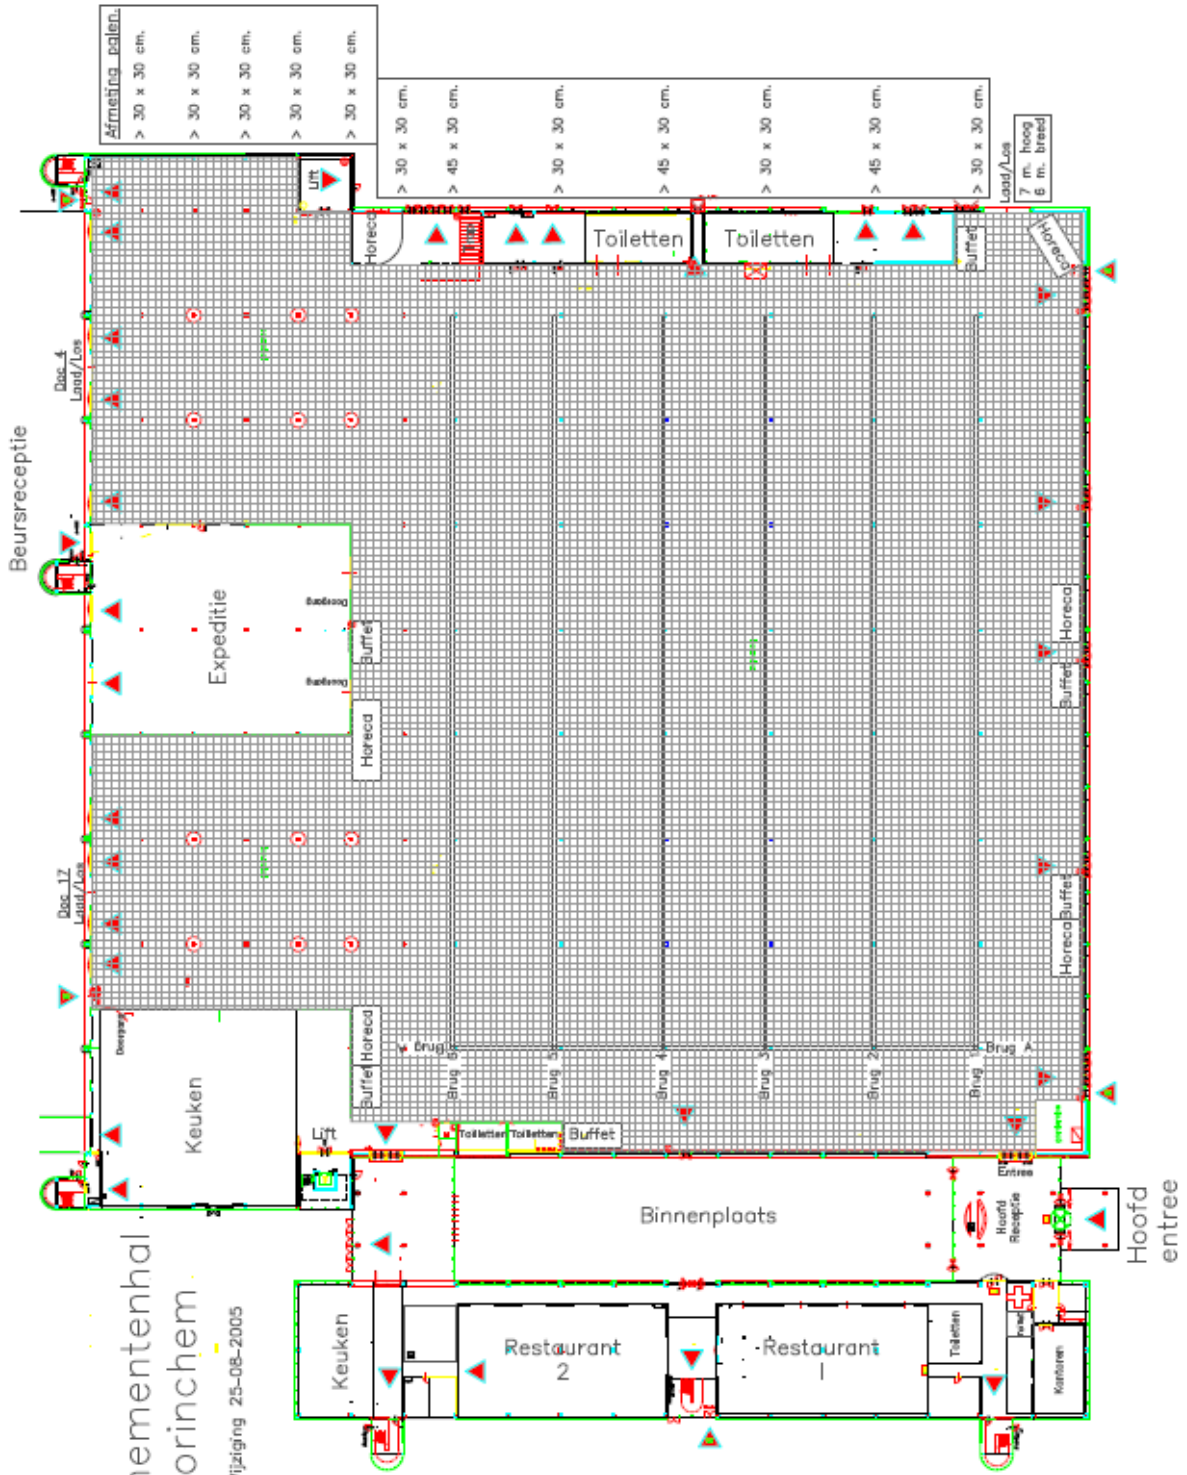 Afmeting palen.
> 30 x 30 cm.
> 30 x 30 cm.
> 30 x 30 cm.
> 30 x 30 cm.
> 30 x 30 cm.
> 30 x 30 cm.
> 45 x 30 cm.
> 30 x 30 cm.
> 45 x 30 cm.
> 30 x 30 cm.
> 45 x 30 cm.
> 30 x 30 cm.
Laad/Los
7 m. hoog
6 m. breed
Beursreceptie
Doc 4
Laad/Los
Doc 17
Laad/Los
Lift
Horeca
Toiletten
Toiletten
Buffet
Horeca
Expeditie
Doorgang
Doorgang
Buffet
Horeca
Horeca
Buffet
Buffet
Horeca
Horeca
Buffet
Doorgang
Keuken
Lift
Brug
Brug 6
Brug 5
Brug 4
Brug 3
Brug 2
Brug 1
Brug A
Toiletten
Toiletten
Buffet
Entree
Binnenplaats
Hoofd
Receptie
Hoofd
entree
nementenhal
orinchem
ijziging 25-08-2005
Keuken
Restaurant
2
Restaurant
1
Toiletten
Kantoren